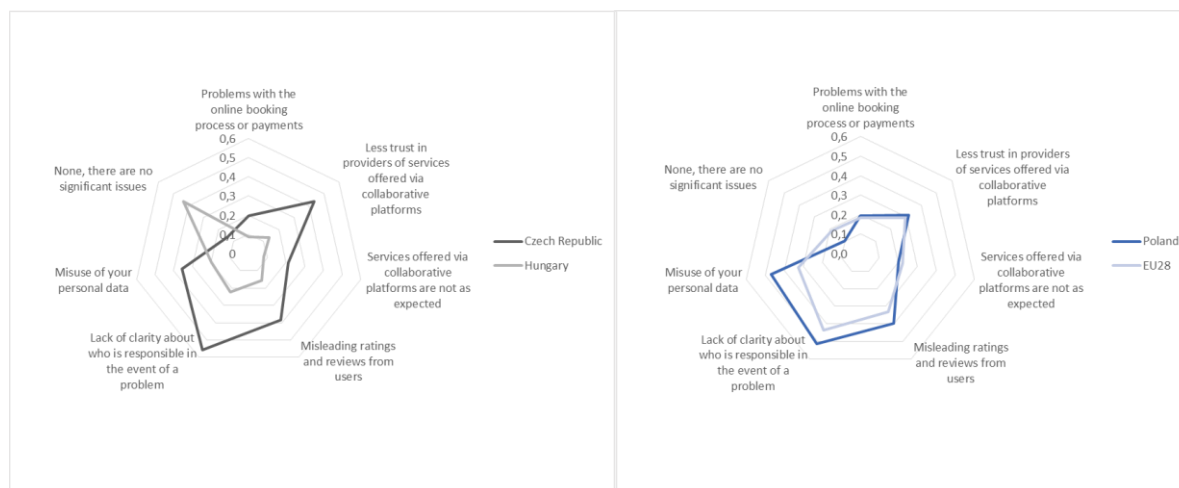 Problems with the
online booking
process or payments
0,6
0,5
0,4
0,3
0,2
0,1
0
Less trust in
providers of services
offered via
collaborative
platforms
Services offered via
collaborative
platforms are not as
expected
Misleading ratings
and reviews from
users
Lack of clarity about
who is responsible in
the event of a
problem
Misuse of your
personal data
None, there are no
significant issues
Czech Republic
Hungary
Problems with the
online booking
process or payments
0,6
0,5
0,4
0,3
0,2
0,1
0,0
Less trust in providers
of services offered via
collaborative
platforms
Services offered via
collaborative
platforms are not as
expected
Misleading ratings
and reviews from
users
Lack of clarity about
who is responsible in
the event of a
problem
Misuse of your
personal data
None, there are no
significant issues
Poland
EU28